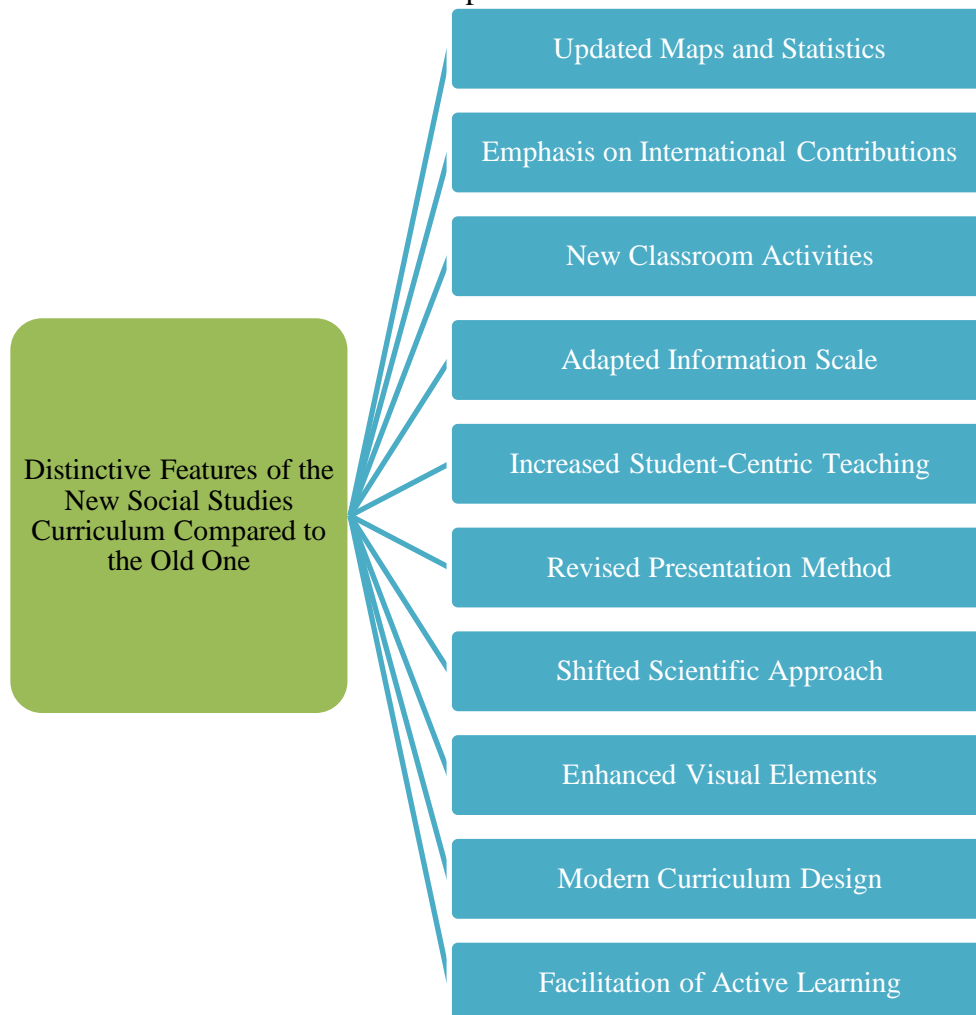 Updated Maps and Statistics
Emphasis on International Contributions
New Classroom Activities
Adapted Information Scale
Increased Student-Centric Teaching
Distinctive Features of the
New Social Studies
Curriculum Compared to
the Old One
Revised Presentation Method
Shifted Scientific Approach
Enhanced Visual Elements
Modern Curriculum Design
Facilitation of Active Learning